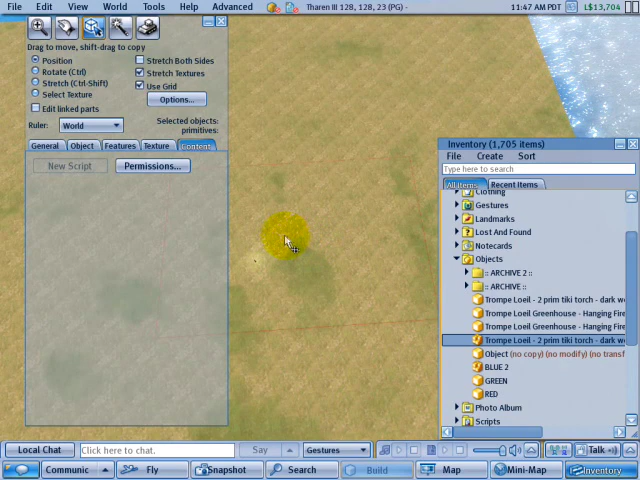 File Edit View World Tools Help Advanced Tharen III 128, 128, 23 (PG) - 11:47 AM PDT L$13,704
Drag to move, shift-drag to copy
Position
Rotate (Ctrl)
Stretch (Ctrl-Shift)
Select Texture
Edit linked parts
Stretch Both Sides
Stretch Textures
Use Grid
Options...
Ruler: World
Selected objects:
primitives:
General Object Features Texture Content
New Script Permissions...
Inventory (1,705 items)
File Create Sort
Type here to search
All Items Recent Items
Clothing
Gestures
Landmarks
Lost And Found
Notecards
Objects
:: ARCHIVE 2 ::
:: ARCHIVE ::
Trompe Loeil - 2 prim tiki torch - dark w
Trompe Loeil Greenhouse - Hanging Fire
Trompe Loeil Greenhouse - Hanging Fire
Trompe Loeil - 2 prim tiki torch - dark w
Object (no copy) (no modify) (no transf
BLUE 2
GREEN
RED
Photo Album
Scripts
Local Chat Click here to chat. Say Gestures Talk
Communic Fly Snapshot Search Build Map Mini-Map Inventory